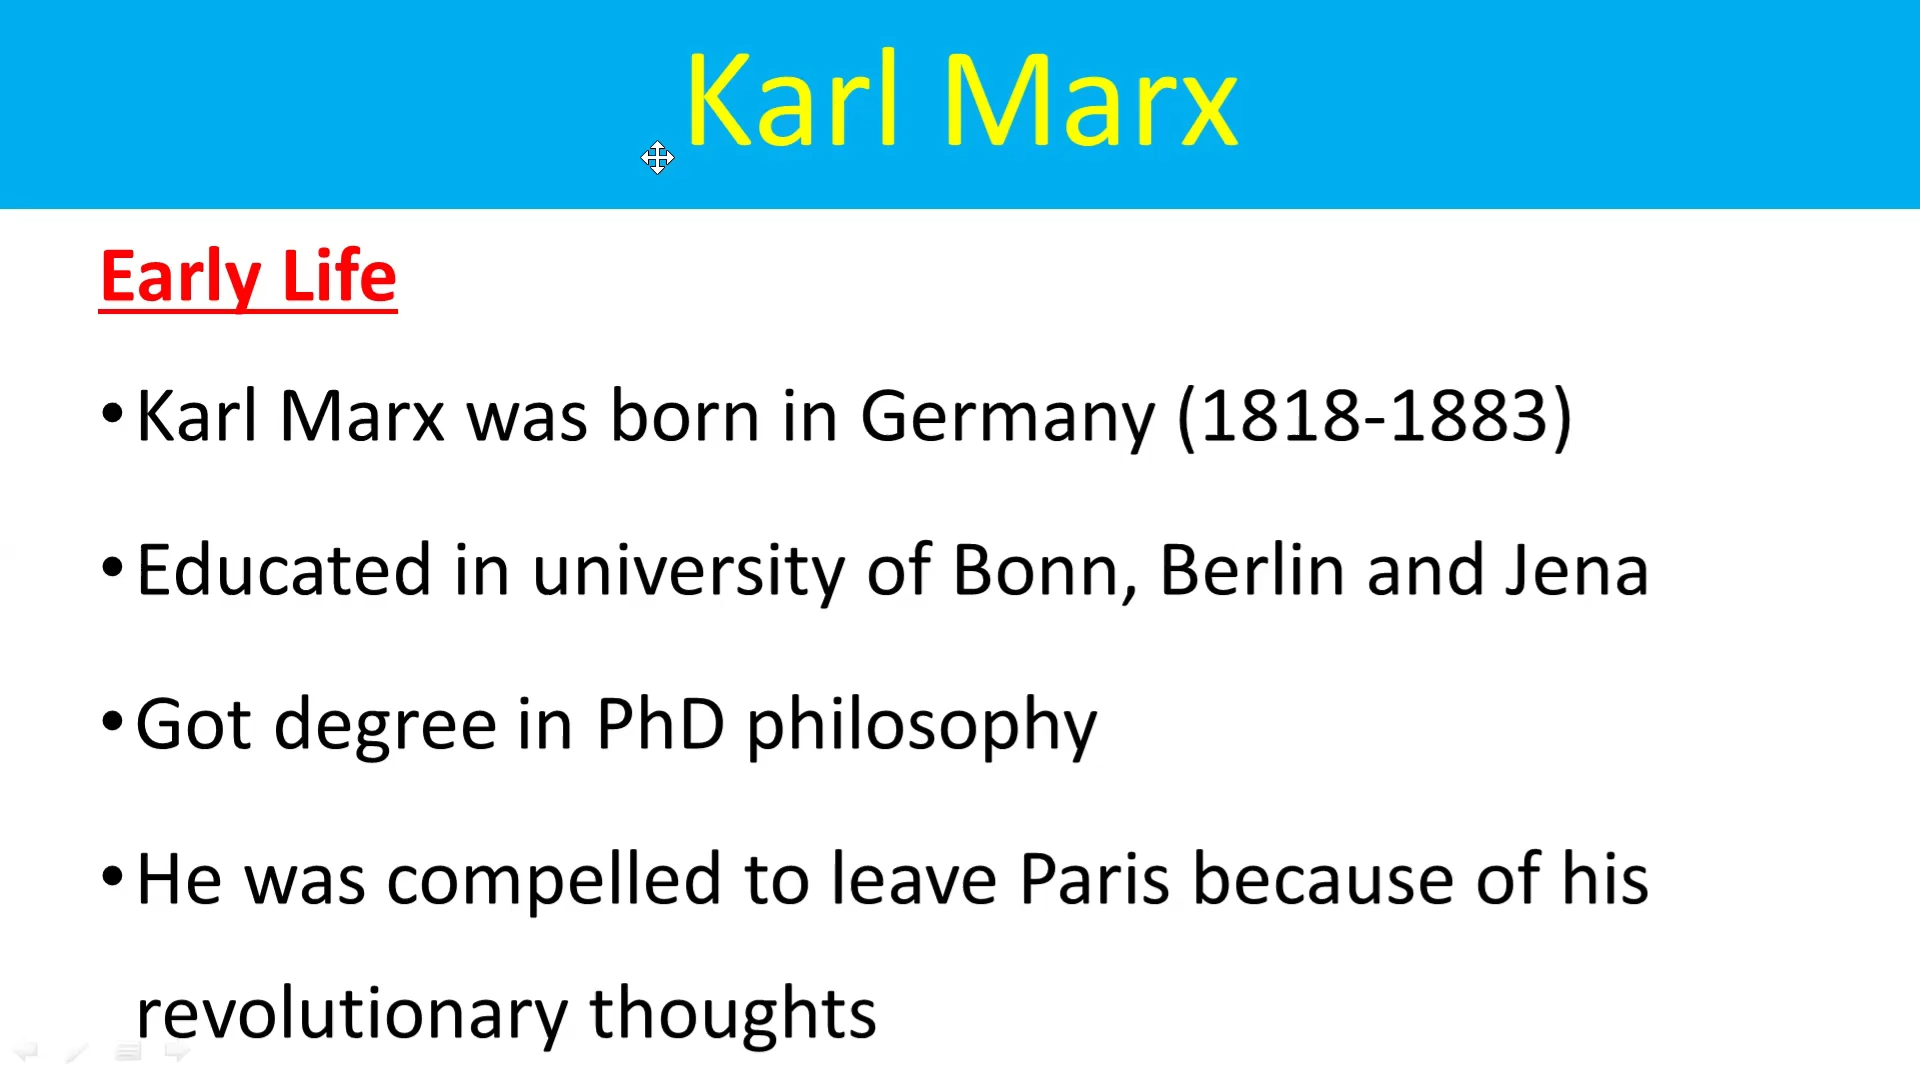 Karl Marx
Early Life
•Karl Marx was born in Germany (1818-1883)
•Educated in university of Bonn, Berlin and Jena
•Got degree in PhD philosophy
•He was compelled to leave Paris because of his
revolutionary thoughts